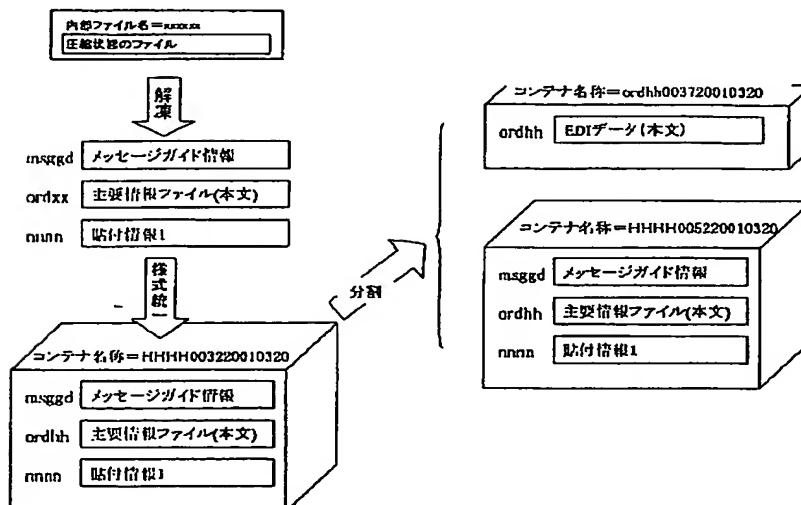 内部ファイル名=xxxxxx
圧縮状態のファイル
解凍
msggd メッセージガイド情報
ordxx 主要情報ファイル(本文)
nnnn 貼付情報1
様式統一
コンテナ名称=HHHH003220010320
msggd メッセージガイド情報
ordhh 主要情報ファイル(本文)
nnnn 貼付情報1
分割
コンテナ名称=ordhh003720010320
ordhh EDIデータ(本文)
コンテナ名称=HHHH005220010320
msggd メッセージガイド情報
ordhh 主要情報ファイル(本文)
nnnn 貼付情報1